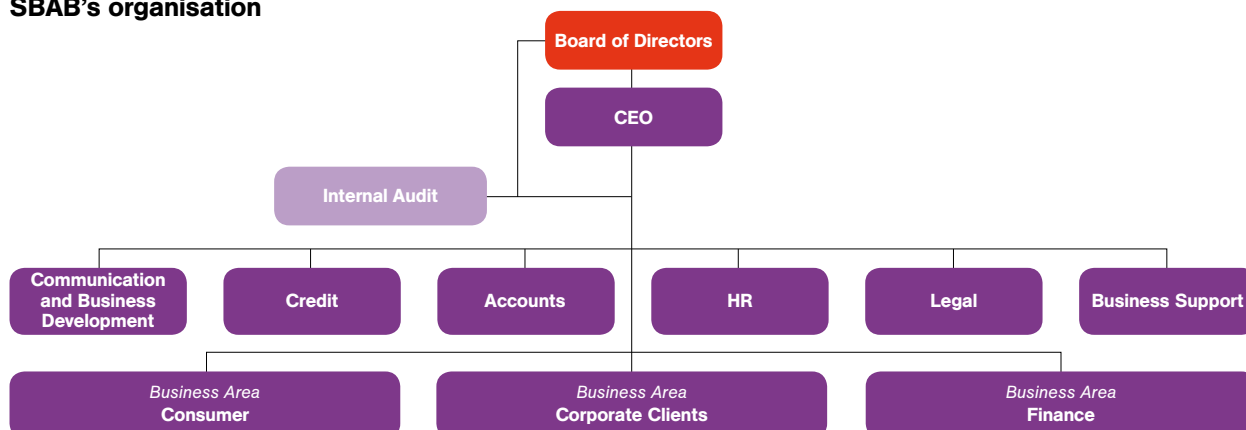 SBAB's organisation
Board of Directors
CEO
Internal Audit
Communication
and Business
Development
Credit
Accounts
HR
Legal
Business Support
Business Area
Consumer
Business Area
Corporate Clients
Business Area
Finance